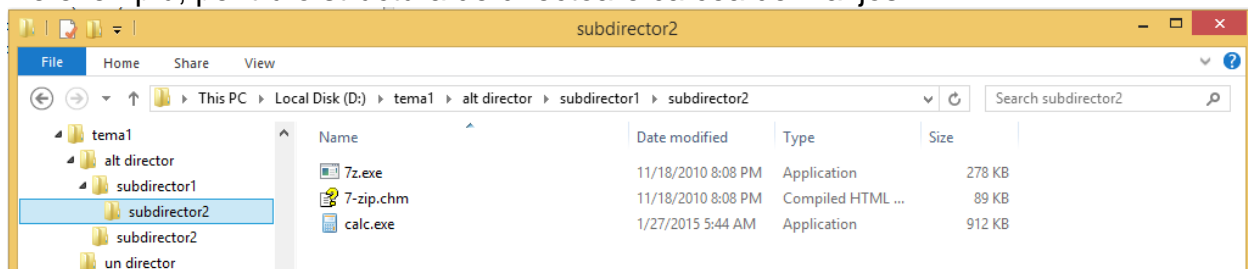 subdirector2
File Home Share View
This PC Local Disk (D:) tema1 alt director subdirector1 subdirector2 Search subdirector2
tema1
alt director
subdirector1
subdirector2
subdirector2
un director
Name Date modified Type Size
7z.exe 11/18/2010 8:08 PM Application 278 KB
7-zip.chm 11/18/2010 8:08 PM Compiled HTML ... 89 KB
calc.exe 1/27/2015 5:44 AM Application 912 KB